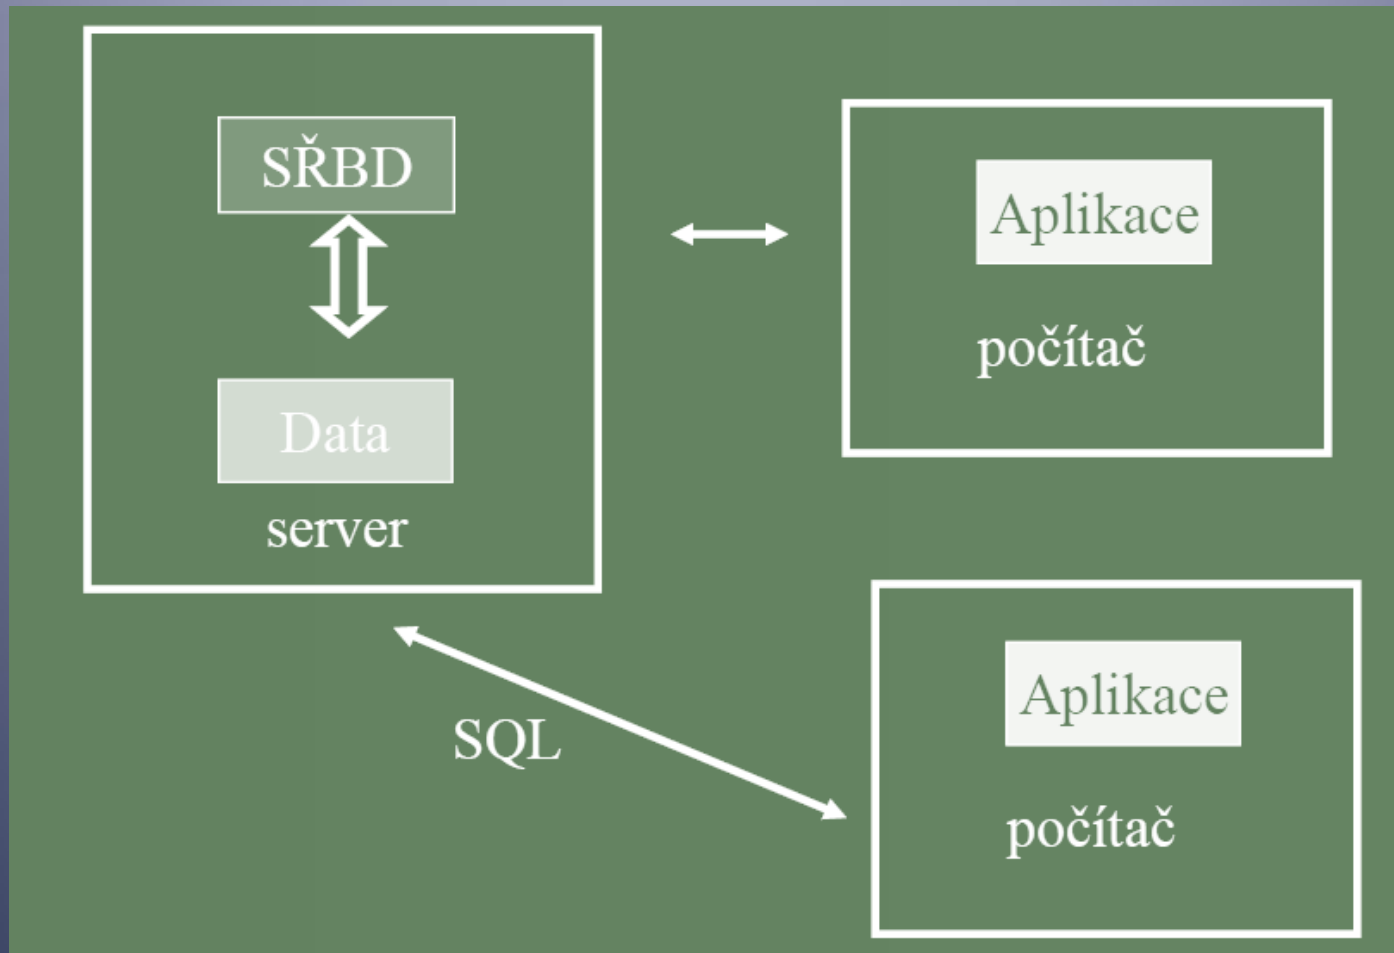 SŘBD
Data
server
Aplikace
počítač
SQL
Aplikace
počítač